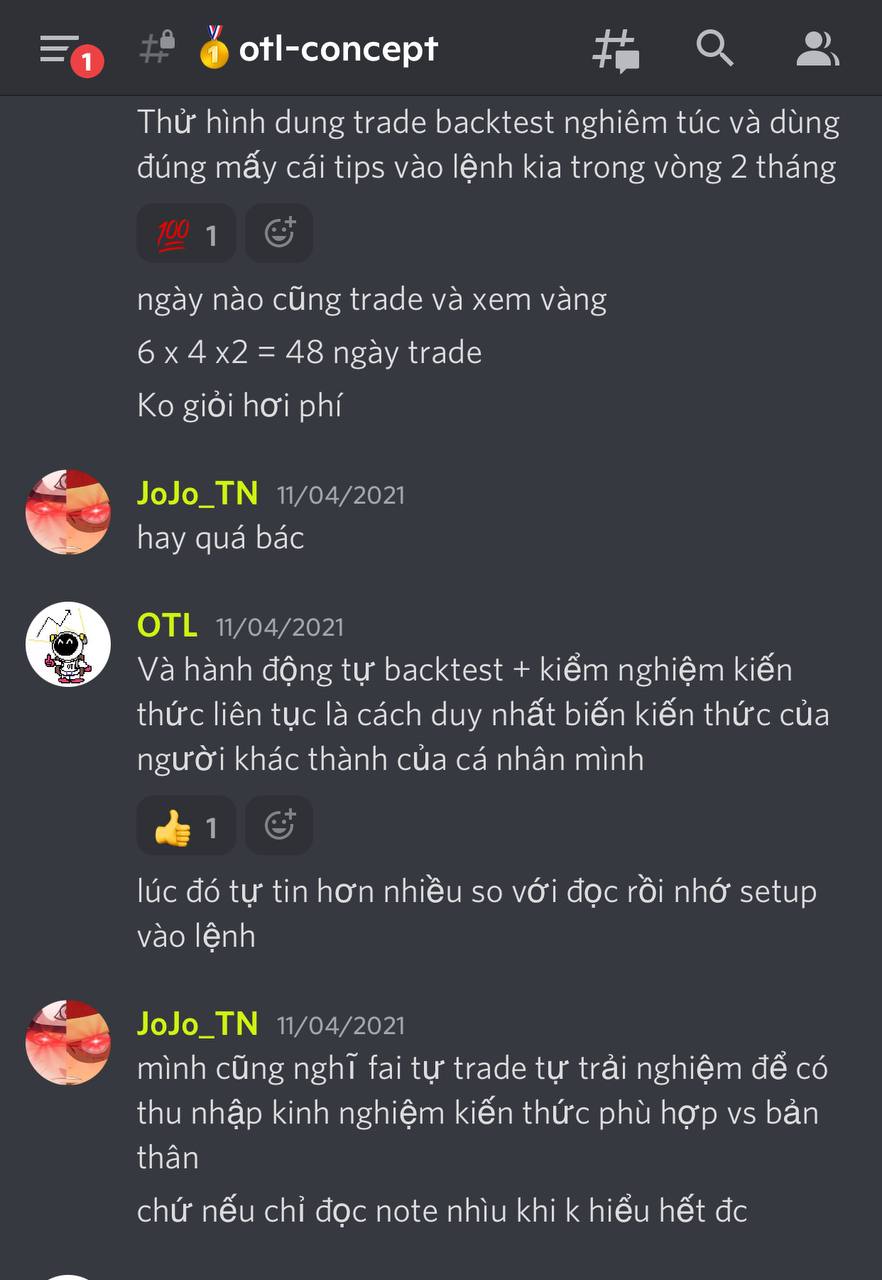 1
otl-concept
Thử hình dung trade backtest nghiêm túc và dùng
đúng mấy cái tips vào lệnh kia trong vòng 2 tháng
💯 1
ngày nào cũng trade và xem vàng
6 x 4 x2 = 48 ngày trade
Ko giỏi hơi phí
JoJo_TN 11/04/2021
hay quá bác
OTL 11/04/2021
Và hành động tự backtest + kiểm nghiệm kiến
thức liên tục là cách duy nhất biến kiến thức của
người khác thành của cá nhân mình
👍 1
lúc đó tự tin hơn nhiều so với đọc rồi nhớ setup
vào lệnh
JoJo_TN 11/04/2021
mình cũng nghĩ fai tự trade tự trải nghiệm để có
thu nhập kinh nghiệm kiến thức phù hợp vs bản
thân
chứ nếu chỉ đọc note nhìu khi k hiểu hết đc